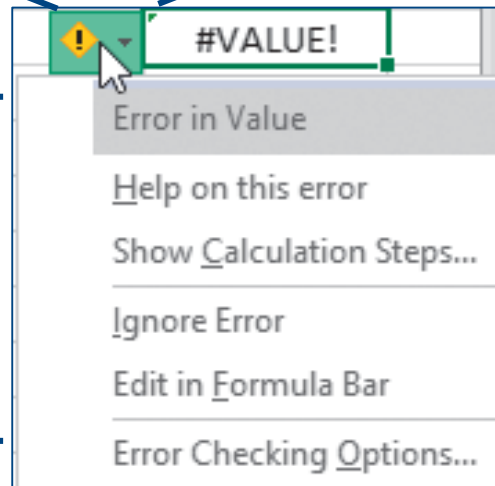 #VALUE!
Error in Value
Help on this error
Show Calculation Steps...
Ignore Error
Edit in Formula Bar
Error Checking Options...